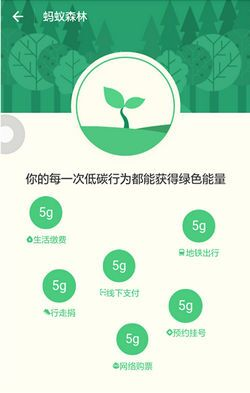 蚂蚁森林
你的每一次低碳行为都能获得绿色能量
5g
生活缴费
5g
地铁出行
5g
线下支付
5g
行走捐
5g
预约挂号
5g
网络购票